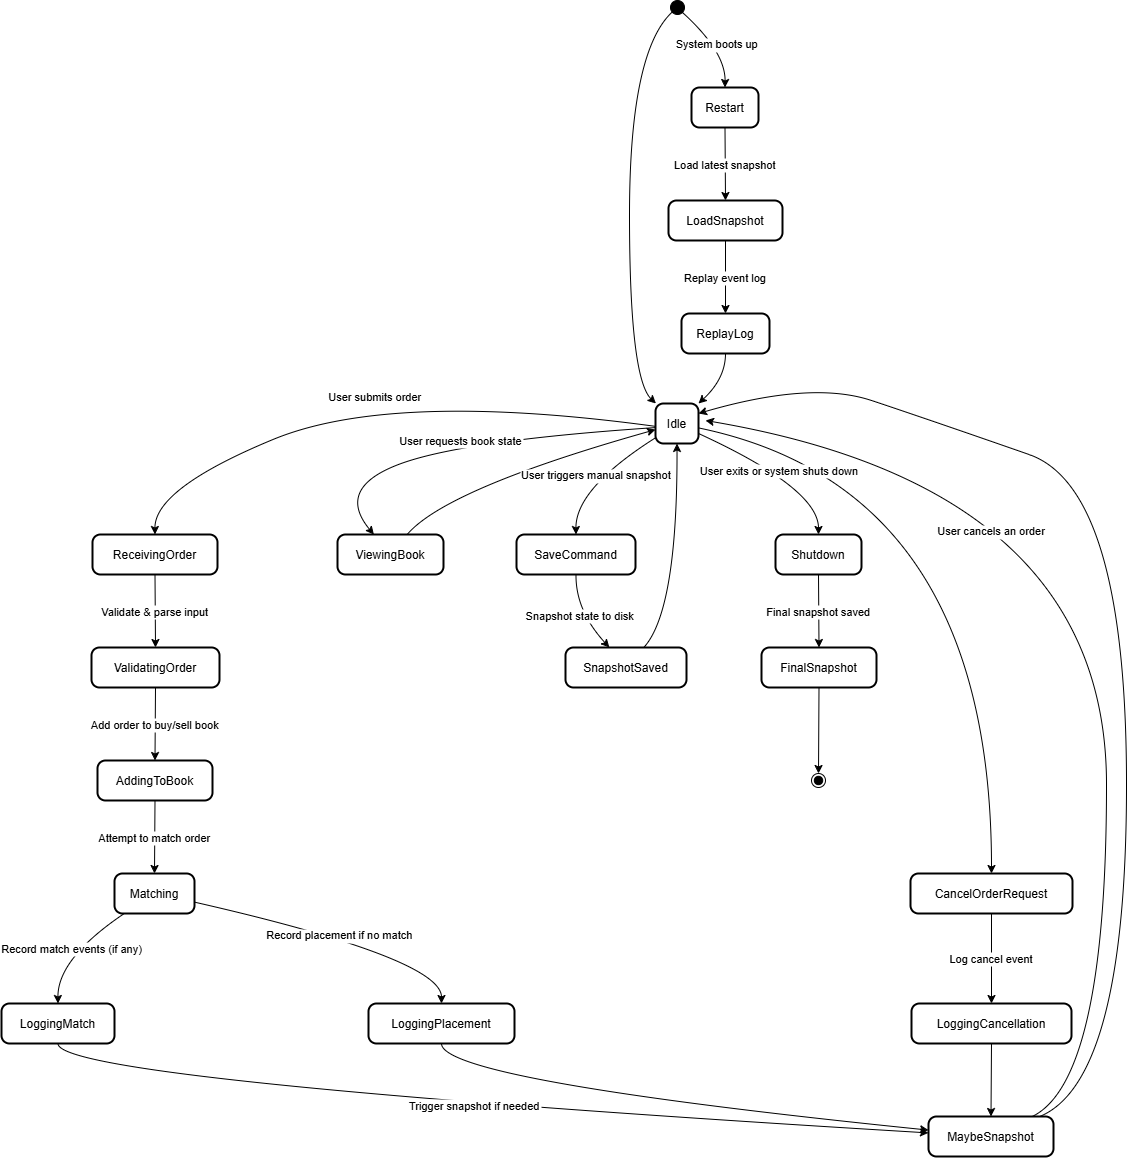 System boots up
Restart
Load latest snapshot
LoadSnapshot
Replay event log
ReplayLog
User submits order
Idle
User requests book state
User triggers manual snapshot
User exits or system shuts down
User cancels an order
ReceivingOrder
ViewingBook
SaveCommand
Shutdown
Validate & parse input
Snapshot state to disk
Final snapshot saved
ValidatingOrder
SnapshotSaved
FinalSnapshot
Add order to buy/sell book
AddingToBook
Attempt to match order
Matching
CancelOrderRequest
Record match events (if any)
Record placement if no match
Log cancel event
LoggingMatch
LoggingPlacement
LoggingCancellation
Trigger snapshot if needed
MaybeSnapshot